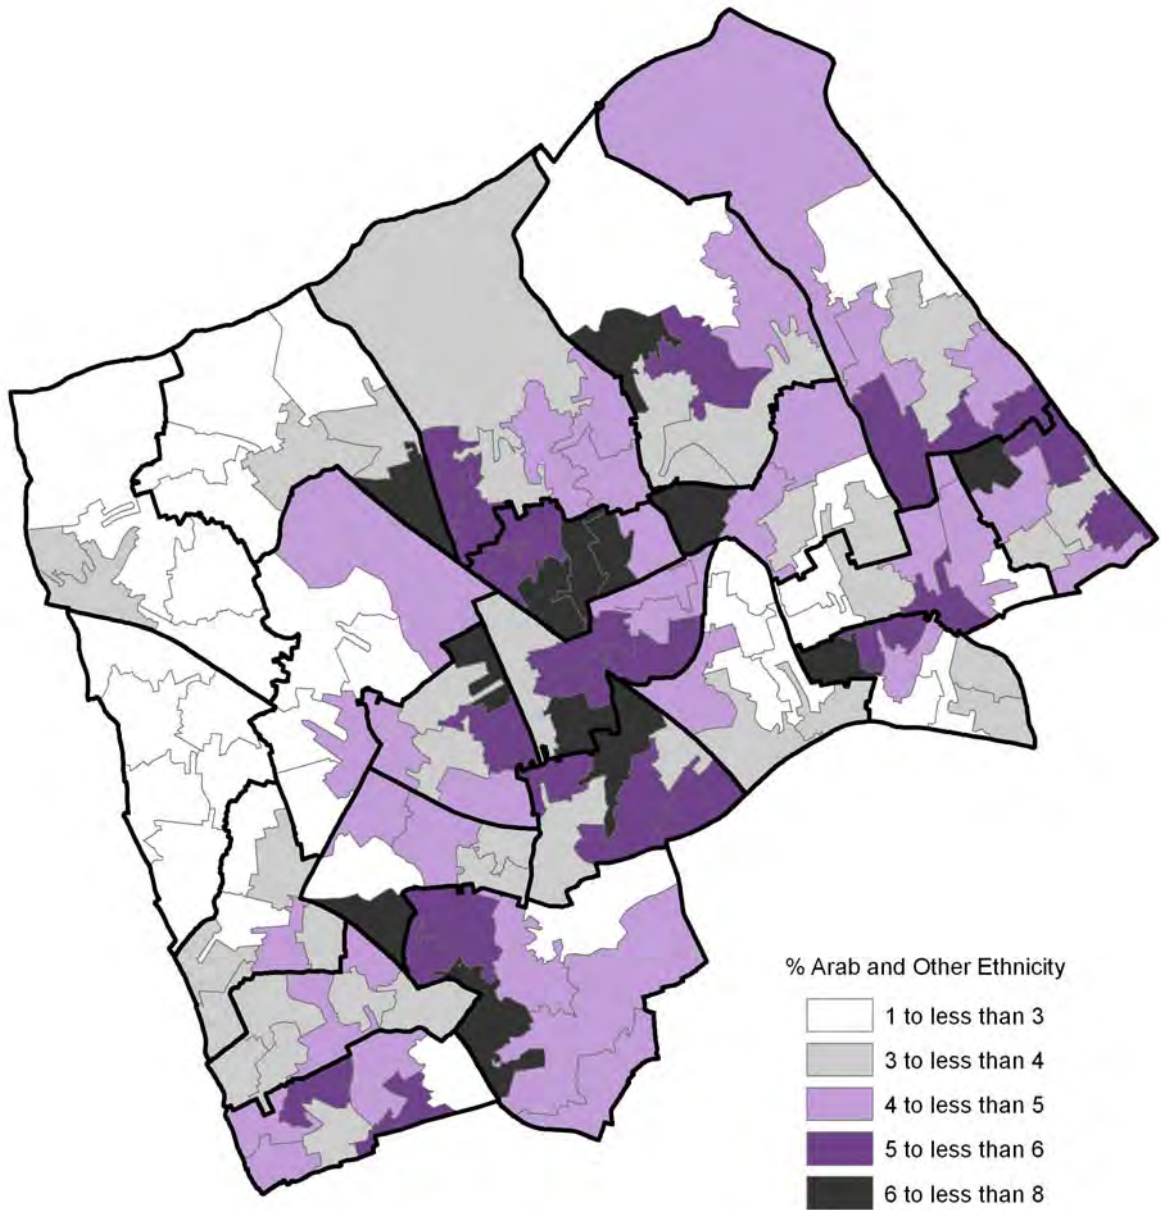 % Arab and Other Ethnicity
1 to less than 3
3 to less than 4
4 to less than 5
5 to less than 6
6 to less than 8